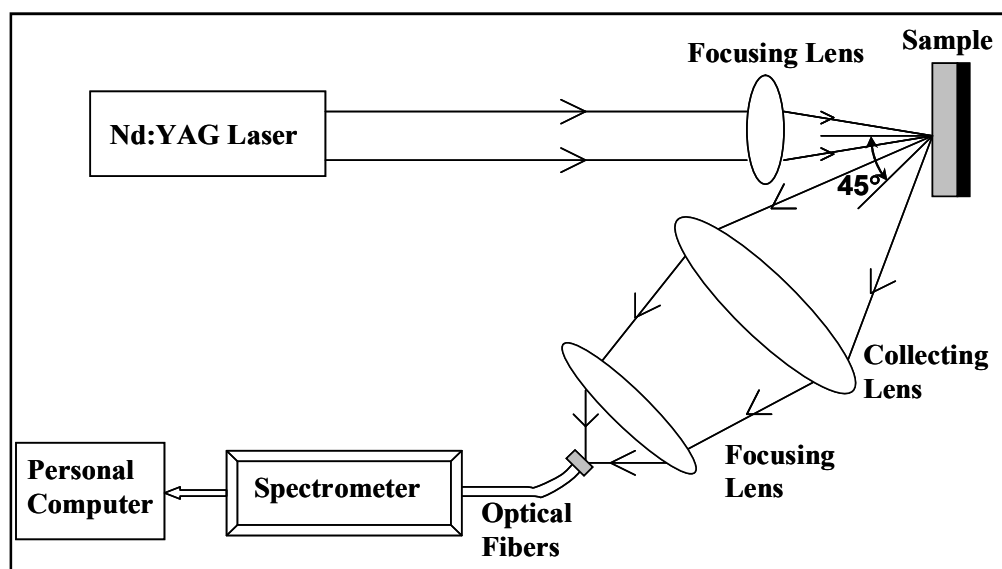 Sample
Focusing Lens
Nd:YAG Laser
45°
Collecting
Lens
Focusing
Lens
Personal
Computer
Spectrometer
Optical
Fibers